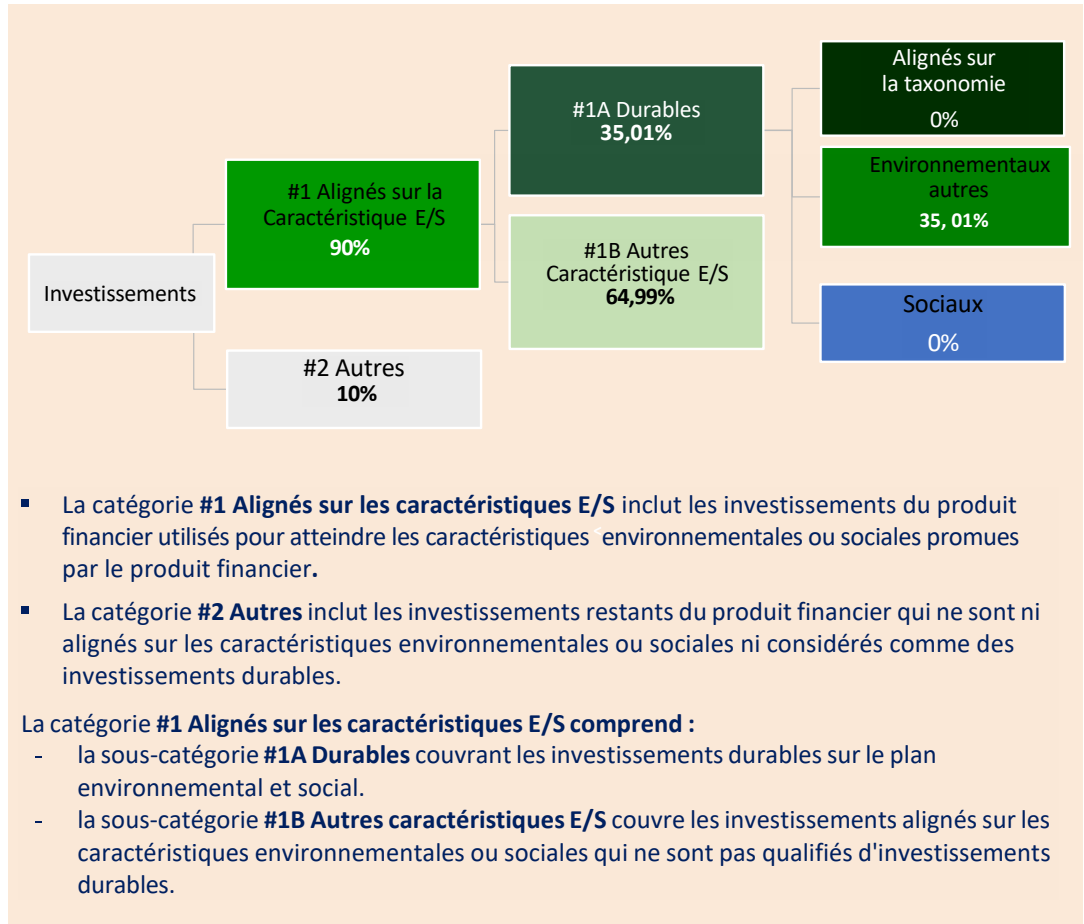 Investissements
#1 Alignés sur la
Caractéristique E/S
90%
#2 Autres
10%
#1A Durables
35,01%
#1B Autres
Caractéristique E/S
64,99%
Alignés sur
la taxonomie
0%
Environnementaux
autres
35, 01%
Sociaux
0%
▪ La catégorie #1 Alignés sur les caractéristiques E/S inclut les investissements du produit
financier utilisés pour atteindre les caractéristiques environnementales ou sociales promues
par le produit financier.
▪ La catégorie #2 Autres inclut les investissements restants du produit financier qui ne sont ni
alignés sur les caractéristiques environnementales ou sociales ni considérés comme des
investissements durables.
La catégorie #1 Alignés sur les caractéristiques E/S comprend :
- la sous-catégorie #1A Durables couvrant les investissements durables sur le plan
environnemental et social.
- la sous-catégorie #1B Autres caractéristiques E/S couvre les investissements alignés sur les
caractéristiques environnementales ou sociales qui ne sont pas qualifiés d'investissements
durables.